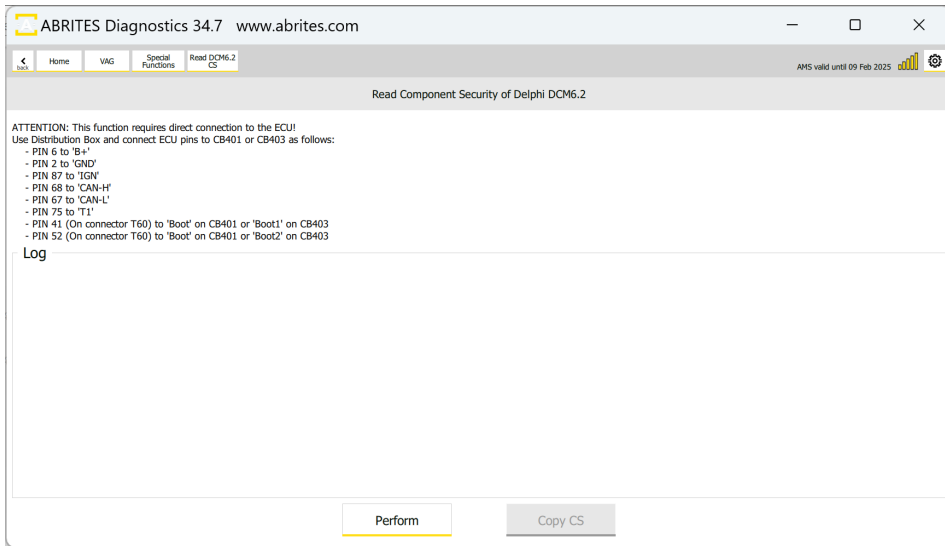 ABRITES Diagnostics 34.7 www.abrites.com
back
Home
VAG
Special
Functions
Read DCM6.2
CS
AMS valid until 09 Feb 2025
Read Component Security of Delphi DCM6.2
ATTENTION: This function requires direct connection to the ECU!
Use Distribution Box and connect ECU pins to CB401 or CB403 as follows:
- PIN 6 to 'B+'
- PIN 2 to 'GND'
- PIN 87 to 'IGN'
- PIN 68 to 'CAN-H'
- PIN 67 to 'CAN-L'
- PIN 75 to 'T1'
- PIN 41 (On connector T60) to 'Boot' on CB401 or 'Boot1' on CB403
- PIN 52 (On connector T60) to 'Boot' on CB401 or 'Boot2' on CB403
Log
Perform
Copy CS